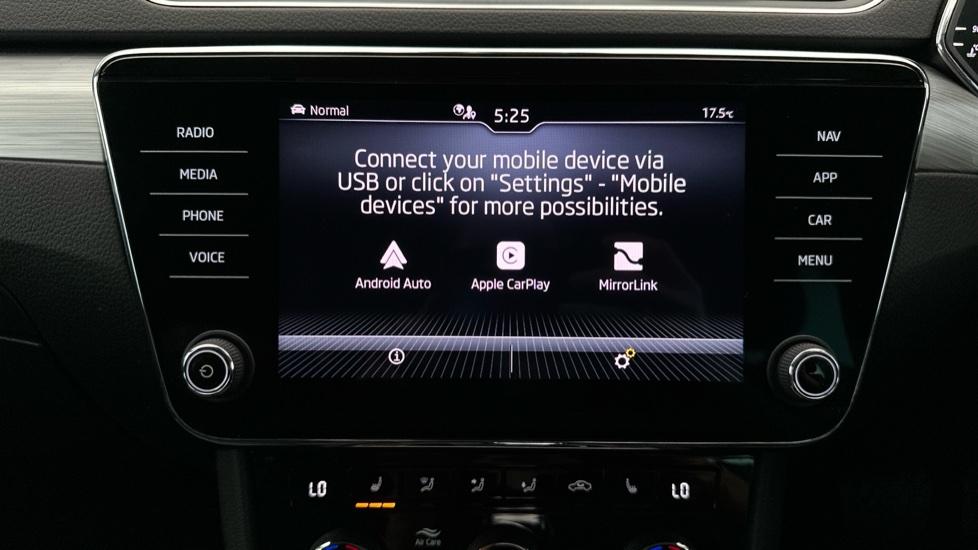 Normal
5:25
17.5°C
RADIO
MEDIA
PHONE
VOICE
Connect your mobile device via
USB or click on "Settings" - "Mobile
devices" for more possibilities.
Android Auto
Apple CarPlay
MirrorLink
NAV
APP
CAR
MENU
LO
LO
Air Care